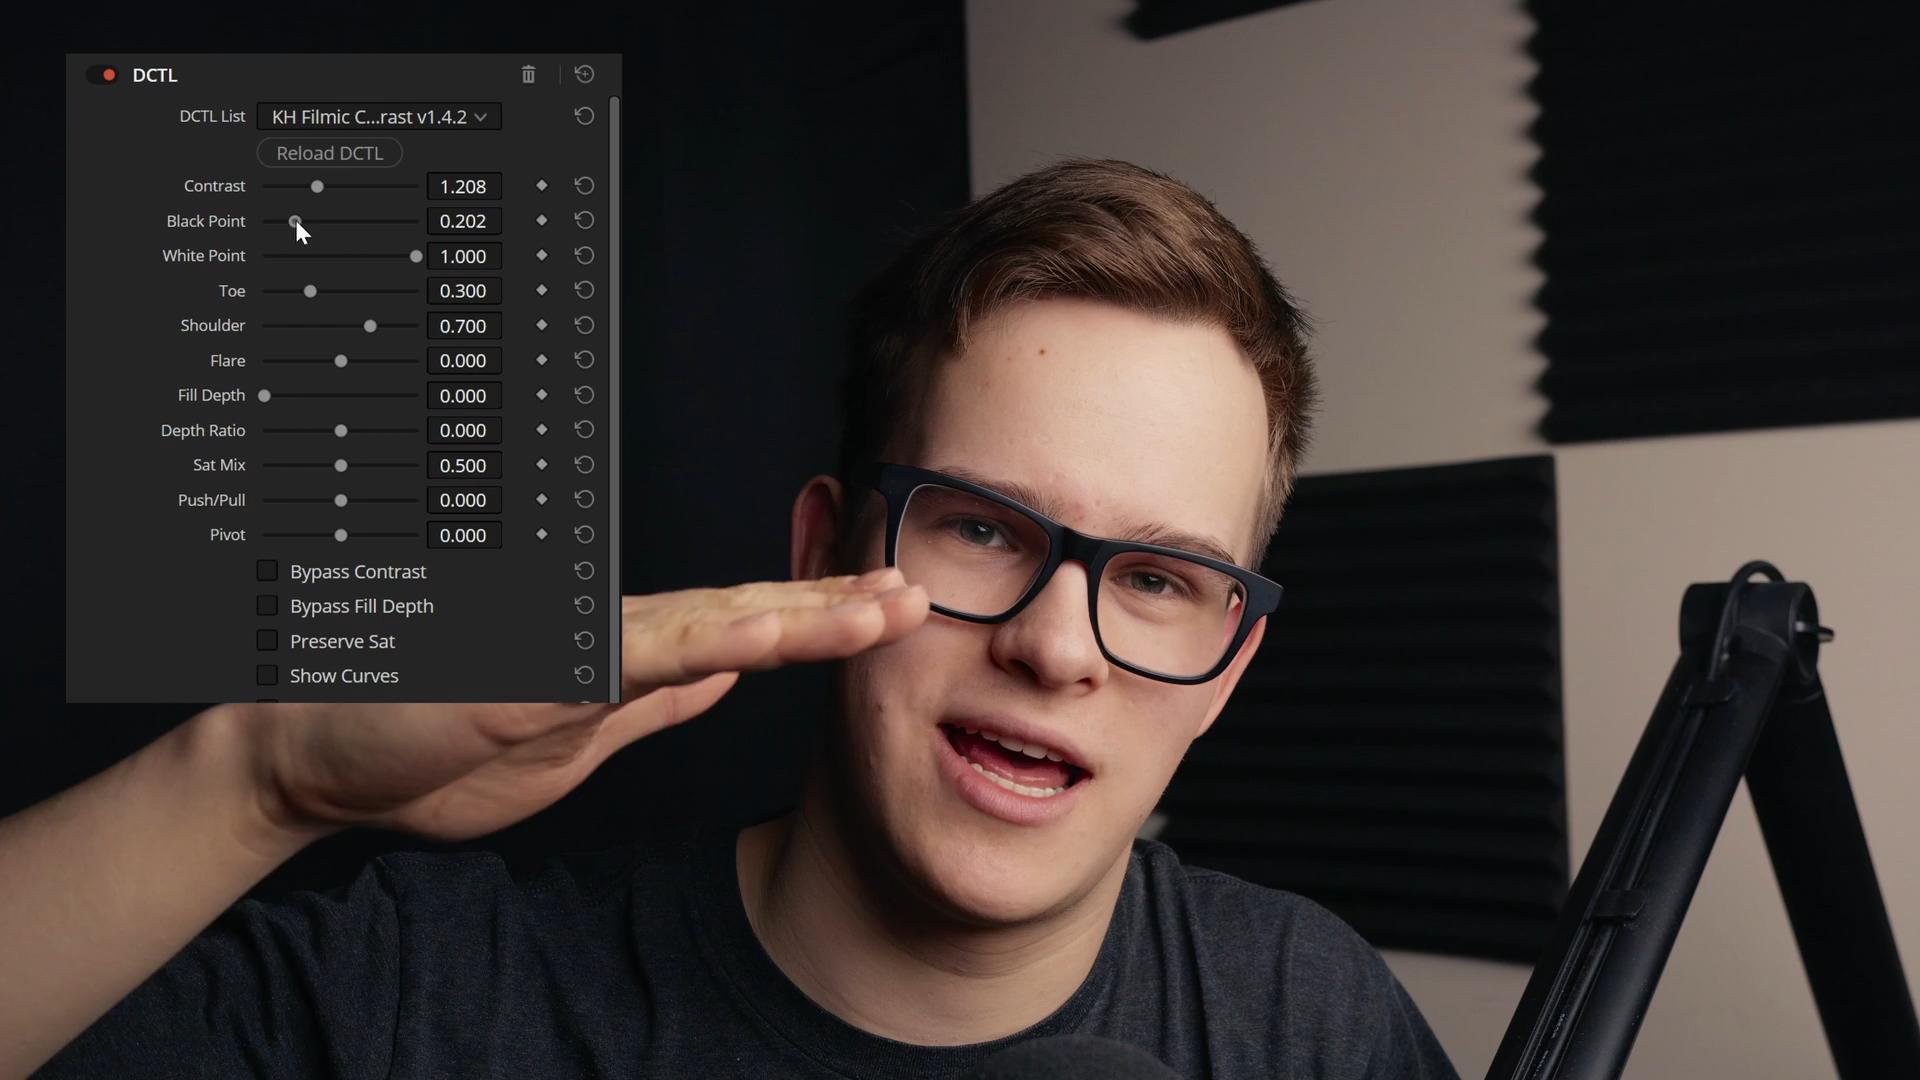 DCTL
DCTL List KH Filmic C...rast v1.4.2
Reload DCTL
Contrast 1.208
Black Point 0.202
White Point 1.000
Toe 0.300
Shoulder 0.700
Flare 0.000
Fill Depth 0.000
Depth Ratio 0.000
Sat Mix 0.500
Push/Pull 0.000
Pivot 0.000
Bypass Contrast
Bypass Fill Depth
Preserve Sat
Show Curves